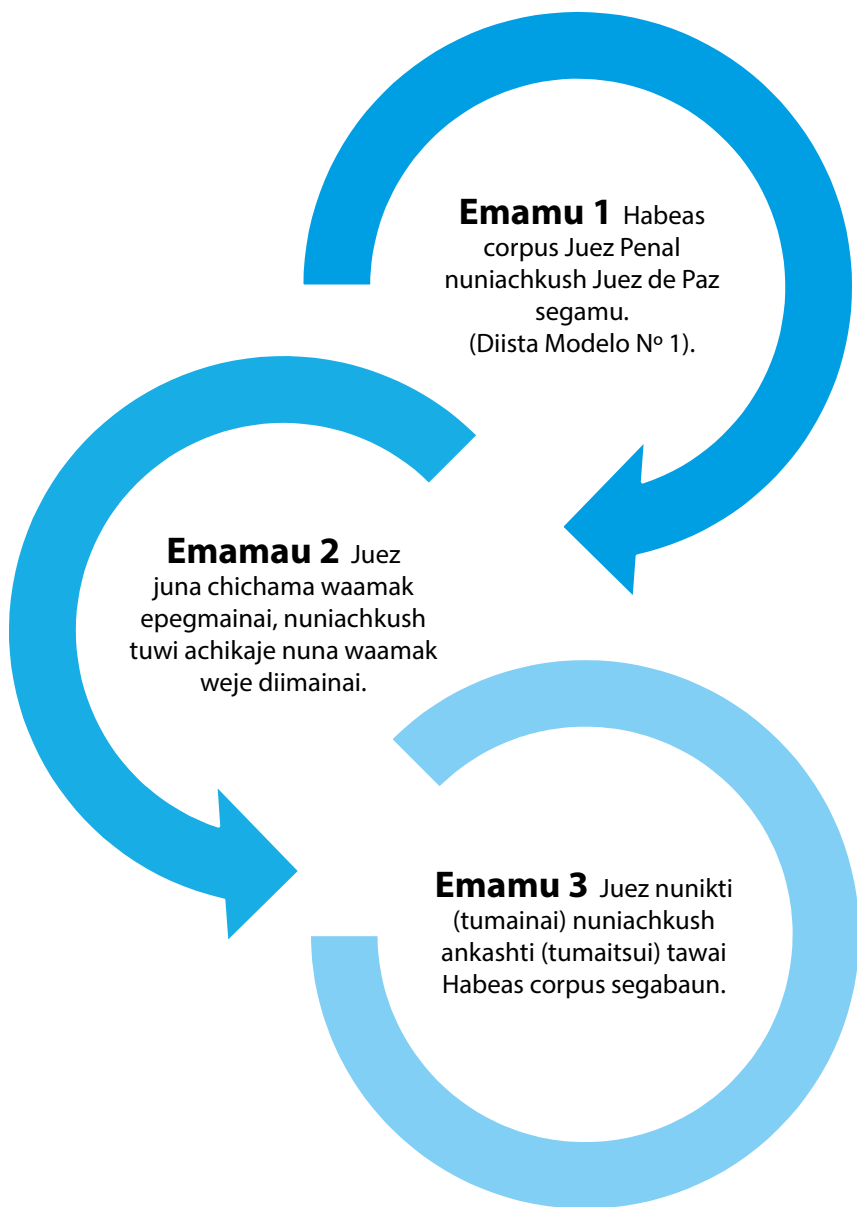 Emamu 1 Habeas
corpus Juez Penal
nuniachkush Juez de Paz
segamu.
(Diista Modelo Nº 1).
Emamau 2 Juez
juna chichama waamak
epegmainai, nuniachkush
tuwi achikaje nuna waamak
weje diimainai.
Emamu 3 Juez nunikti
(tumainai) nuniachkush
ankashti (tumaitsui) tawai
Habeas corpus segabaun.